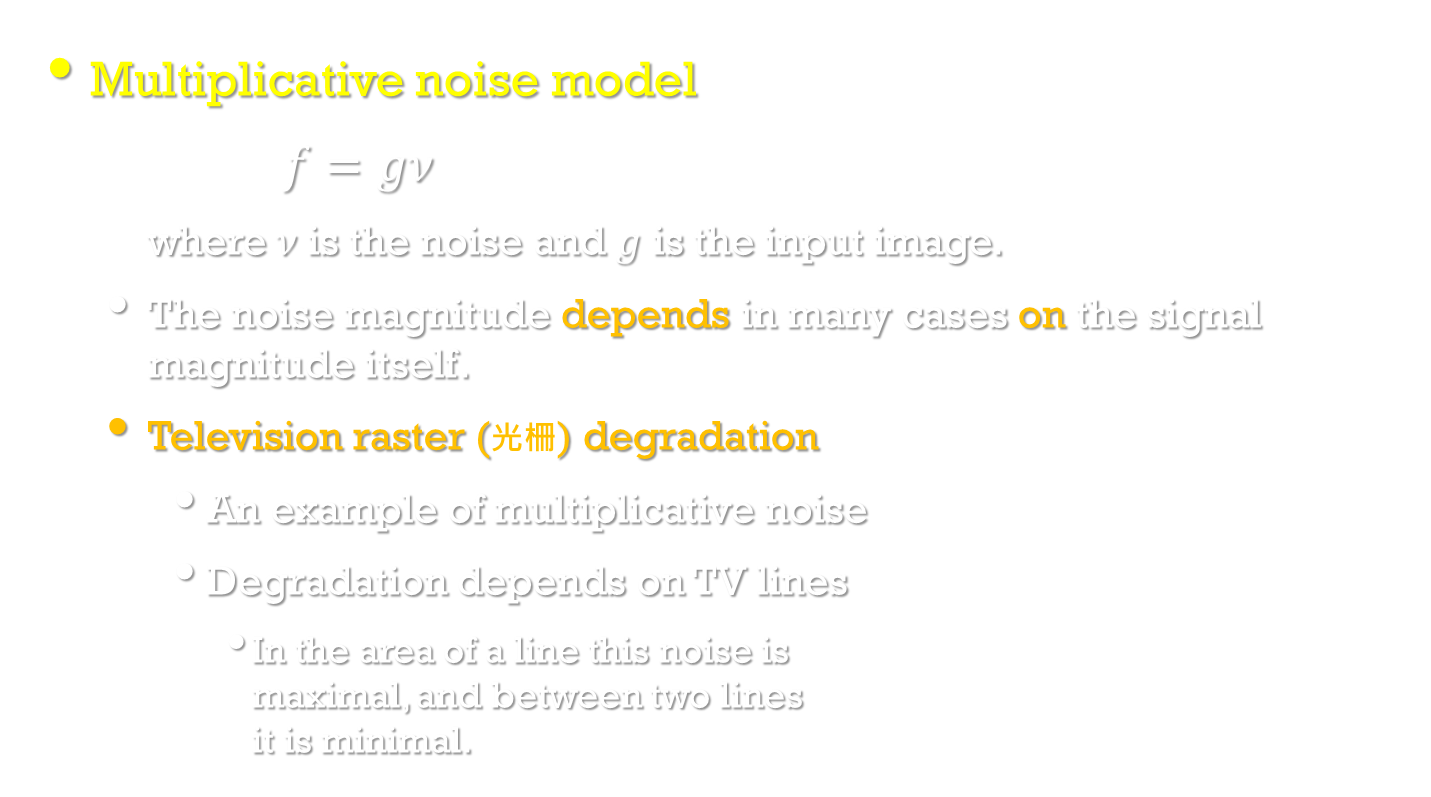 • Multiplicative noise model
f = gν
where ν is the noise and g is the input image.
• The noise magnitude depends in many cases on the signal
magnitude itself.
• Television raster (光柵) degradation
• An example of multiplicative noise
• Degradation depends on TV lines
• In the area of a line this noise is
maximal, and between two lines
it is minimal.